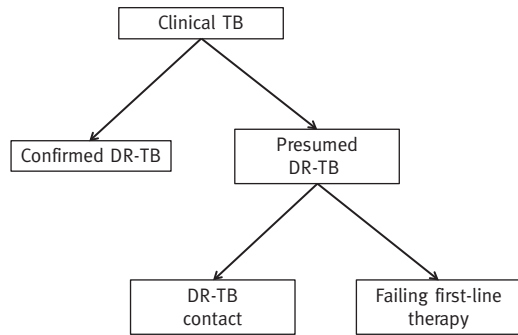 Clinical TB
Confirmed DR-TB
Presumed
DR-TB
DR-TB
contact
Failing first-line
therapy